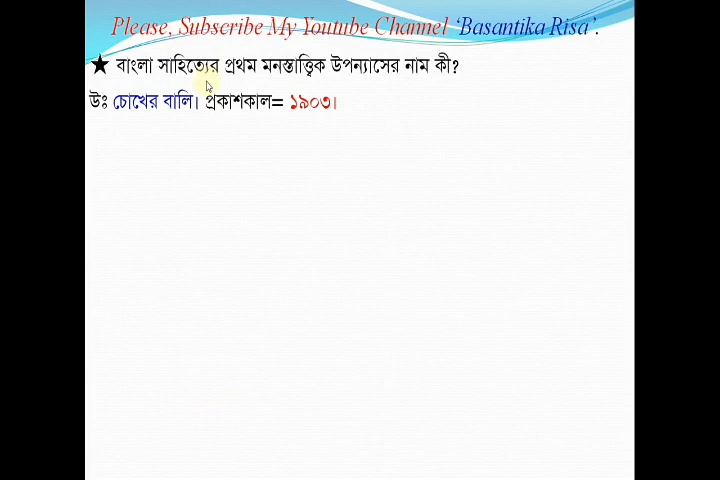 Please, Subscribe My Youtube Channel ‘Basantika Risa’.
★ বাংলা সাহিত্যের প্রথম মনস্তাত্ত্বিক উপন্যাসের নাম কী?
উঃ চোখের বালি। প্রকাশকাল= ১৯০৩।